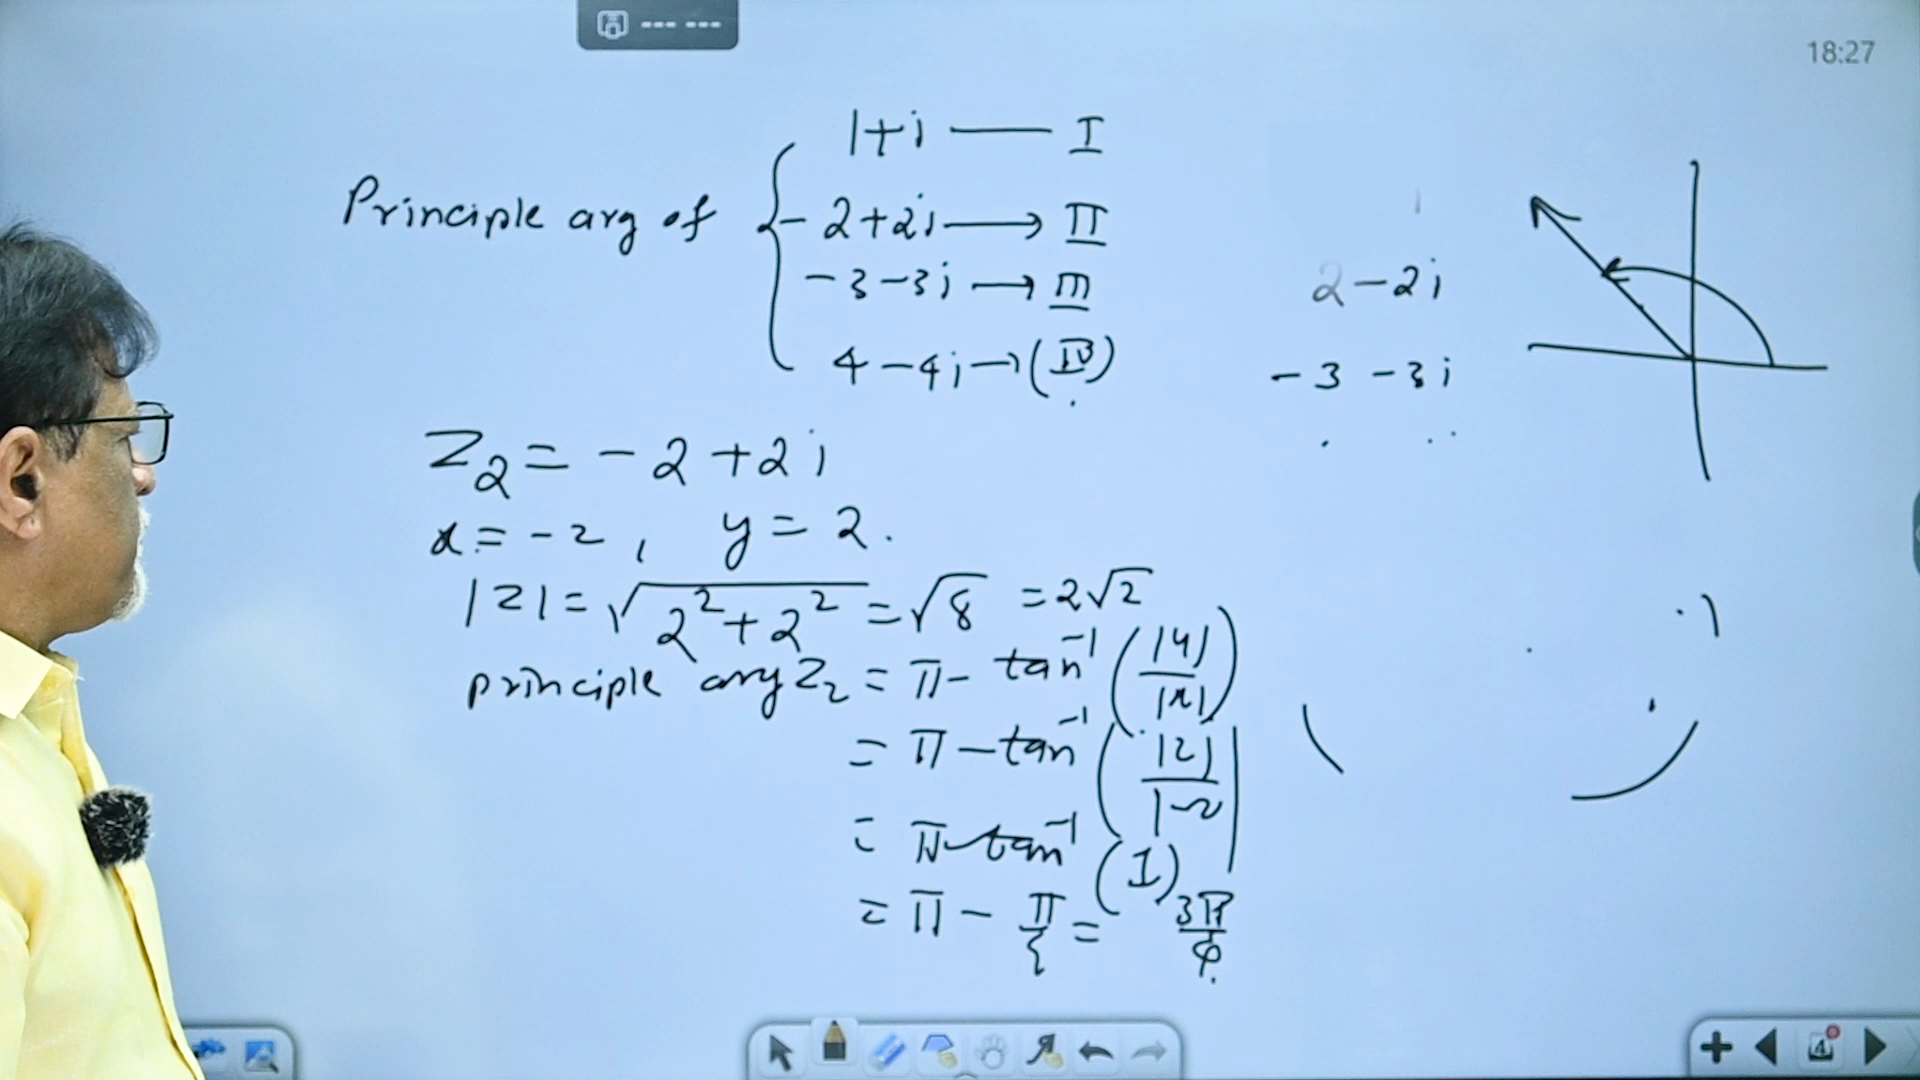 18:27
1+i — I
Principle arg of { -2+2i → II
-3-3i → III
4-4i → (IV)
2-2i
-3-3i
Z₂ = -2+2i
x = -2, y = 2.
|z| = √(2²+2²) = √8 = 2√2
principle arg Z₂ = π - tan⁻¹(|y|/|x|)
= π - tan⁻¹(|2|/|-2|
= π - tan⁻¹(1)
= π - π/4 = 3π/4
4